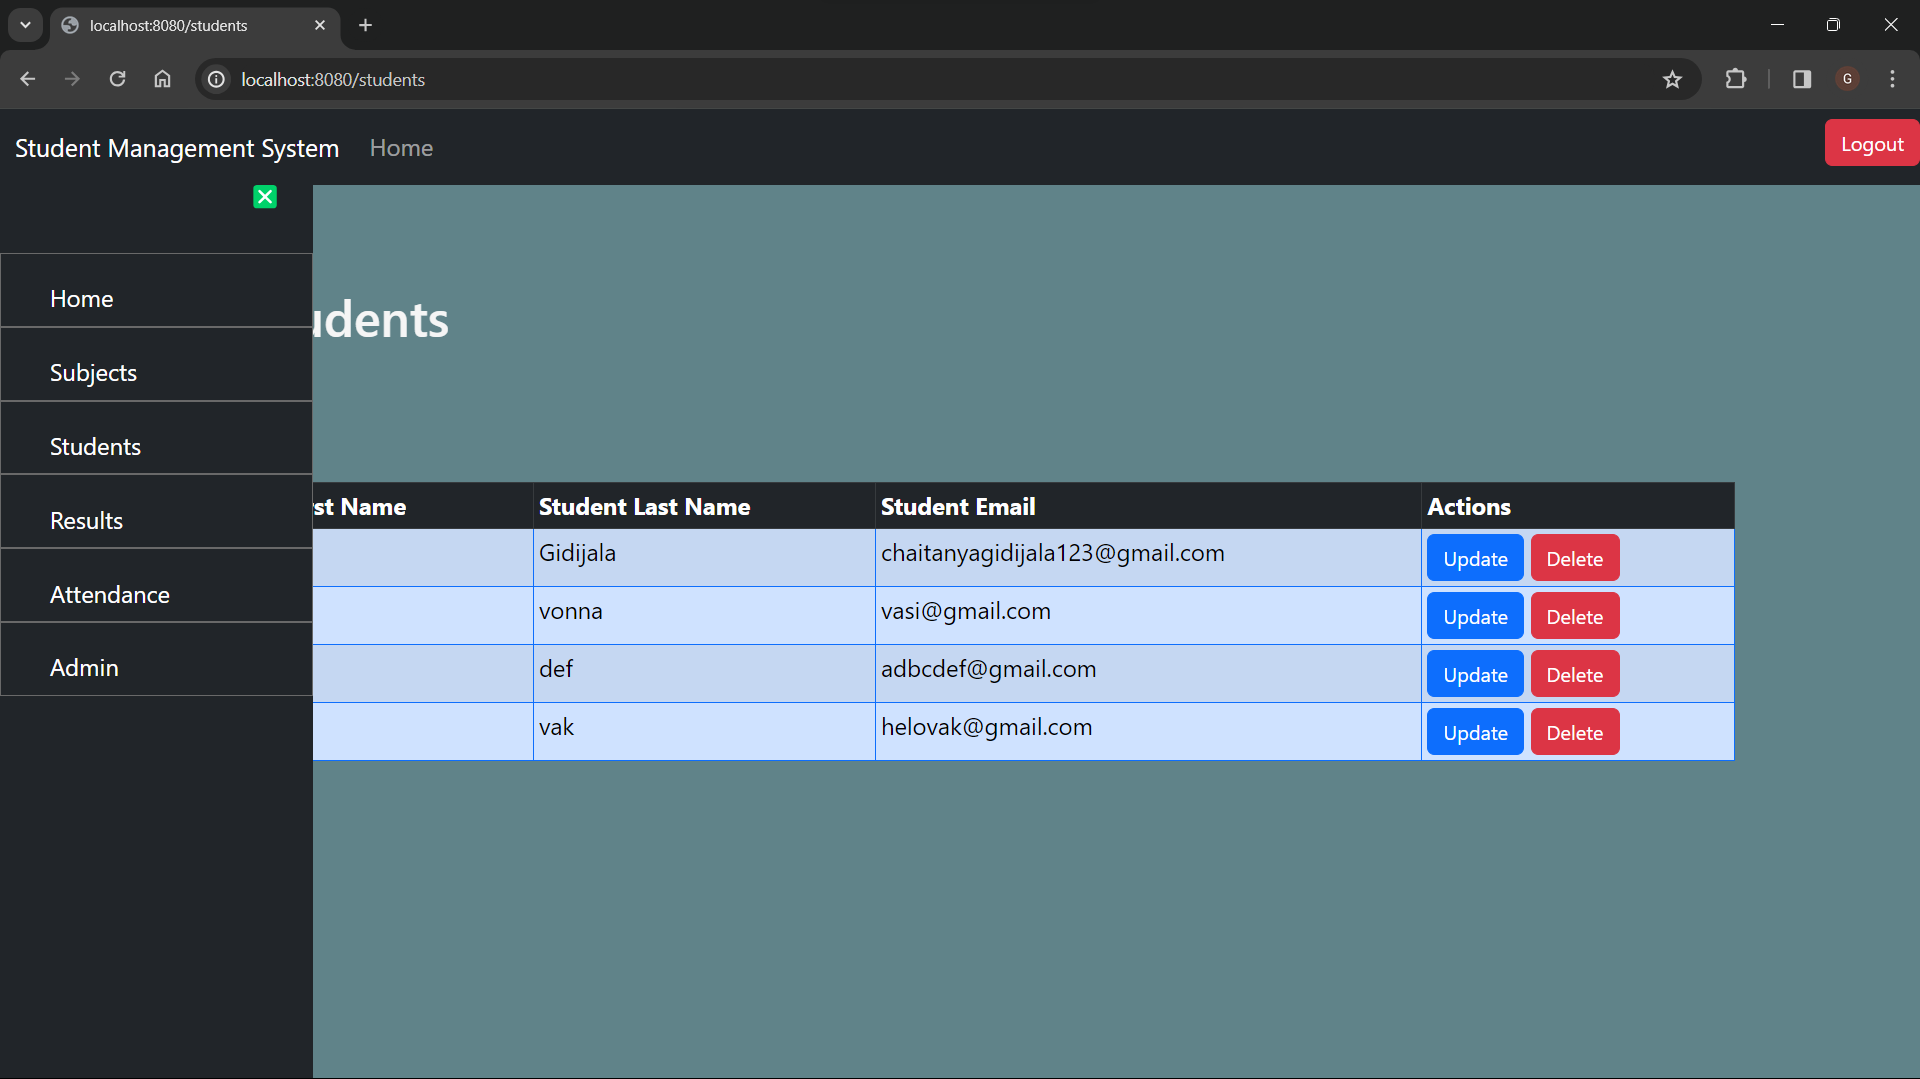 localhost:8080/students
localhost:8080/students
G
Student Management System Home Logout
Home
Subjects
Students
Results
Attendance
Admin
udents
st Name Student Last Name Student Email Actions
Gidijala chaitanyagidijala123@gmail.com Update Delete
vonna vasi@gmail.com Update Delete
def adbcdef@gmail.com Update Delete
vak helovak@gmail.com Update Delete